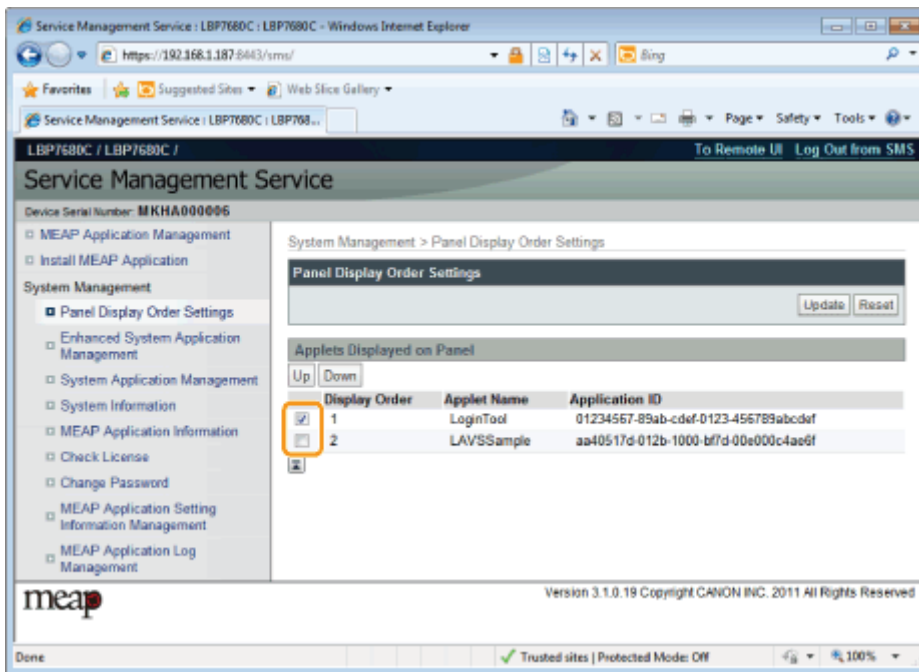 Service Management Service : LBP7680C : LBP7680C - Windows Internet Explorer
https://192.168.1.187:8443/sms/
Bing
Favorites
Suggested Sites
Web Slice Gallery
Service Management Service : LBP7680C : LBP768...
Page
Safety
Tools
LBP7680C / LBP7680C /
To Remote UI
Log Out from SMS
Service Management Service
Device Serial Number: MKHA000006
MEAP Application Management
Install MEAP Application
System Management
Panel Display Order Settings
Enhanced System Application
Management
System Application Management
System Information
MEAP Application Information
Check License
Change Password
MEAP Application Setting
Information Management
MEAP Application Log
Management
System Management > Panel Display Order Settings
Panel Display Order Settings
Update Reset
Applets Displayed on Panel
Up Down
Display Order Applet Name Application ID
1 LoginTool 01234567-89ab-cdef-0123-456789abcdef
2 LAVSSample aa40517d-012b-1000-bf7d-00e000c4ae6f
meap
Version 3.1.0.19 Copyright CANON INC. 2011 All Rights Reserved
Done
Trusted sites | Protected Mode: Off
100%